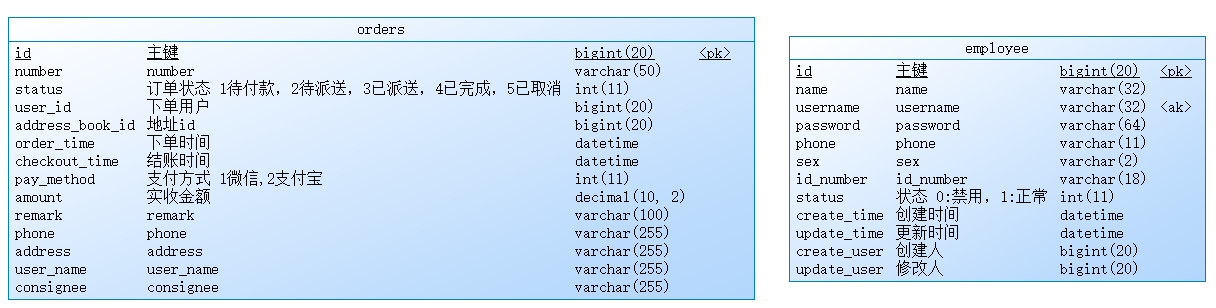 orders
id 主键 bigint(20) <pk>
number number varchar(50)
status 订单状态 1待付款，2待派送，3已派送，4已完成，5已取消 int(11)
user_id 下单用户 bigint(20)
address_book_id 地址id bigint(20)
order_time 下单时间 datetime
checkout_time 结账时间 datetime
pay_method 支付方式 1微信,2支付宝 int(11)
amount 实收金额 decimal(10, 2)
remark remark varchar(100)
phone phone varchar(255)
address address varchar(255)
user_name user_name varchar(255)
consignee consignee varchar(255)
employee
id 主键 bigint(20) <pk>
name name varchar(32)
username username varchar(32) <ak>
password password varchar(64)
phone phone varchar(11)
sex sex varchar(2)
id_number id_number varchar(18)
status 状态 0:禁用，1:正常 int(11)
create_time 创建时间 datetime
update_time 更新时间 datetime
create_user 创建人 bigint(20)
update_user 修改人 bigint(20)